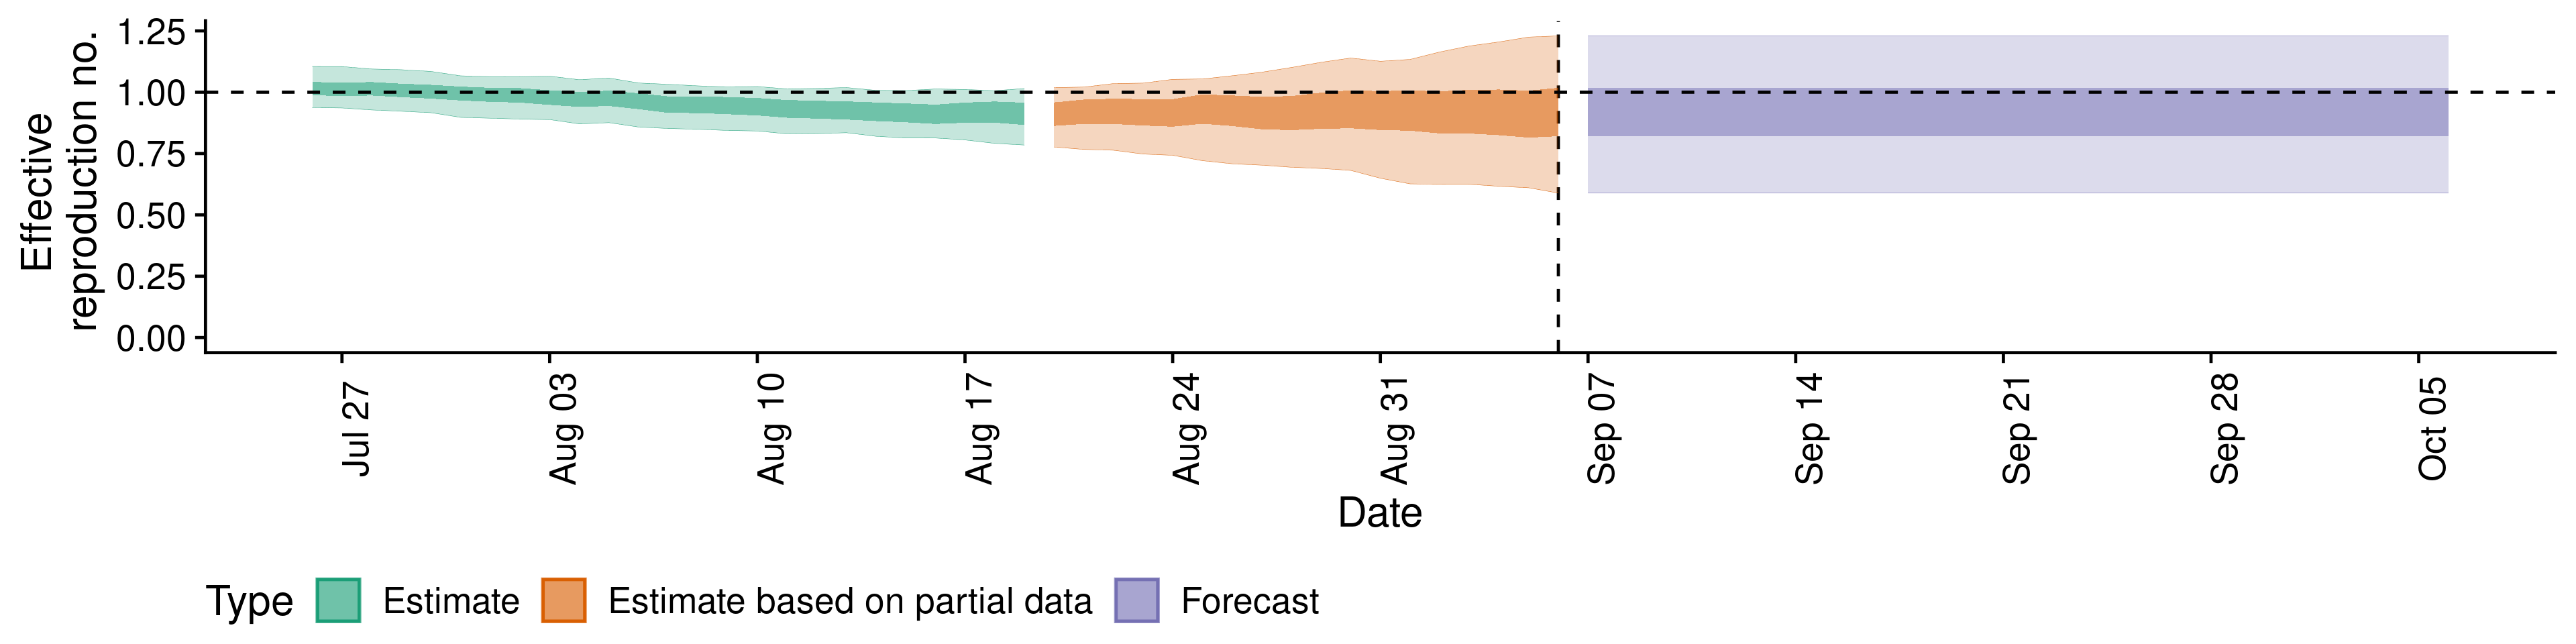 Effective
reproduction no.
1.25
1.00
0.75
0.50
0.25
0.00
Jul 27
Aug 03
Aug 10
Aug 17
Aug 24
Aug 31
Sep 07
Sep 14
Sep 21
Sep 28
Oct 05
Date
Type Estimate Estimate based on partial data Forecast